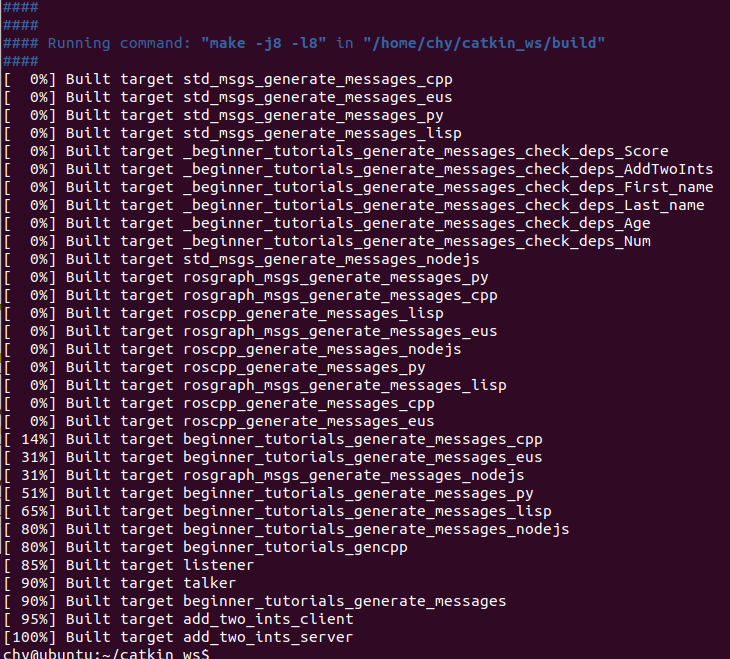 ####
####
#### Running command: "make -j8 -l8" in "/home/chy/catkin_ws/build"
####
[  0%] Built target std_msgs_generate_messages_cpp
[  0%] Built target std_msgs_generate_messages_eus
[  0%] Built target std_msgs_generate_messages_py
[  0%] Built target std_msgs_generate_messages_lisp
[  0%] Built target _beginner_tutorials_generate_messages_check_deps_Score
[  0%] Built target _beginner_tutorials_generate_messages_check_deps_AddTwoInts
[  0%] Built target _beginner_tutorials_generate_messages_check_deps_First_name
[  0%] Built target _beginner_tutorials_generate_messages_check_deps_Last_name
[  0%] Built target _beginner_tutorials_generate_messages_check_deps_Age
[  0%] Built target _beginner_tutorials_generate_messages_check_deps_Num
[  0%] Built target std_msgs_generate_messages_nodejs
[  0%] Built target rosgraph_msgs_generate_messages_py
[  0%] Built target rosgraph_msgs_generate_messages_cpp
[  0%] Built target roscpp_generate_messages_lisp
[  0%] Built target rosgraph_msgs_generate_messages_eus
[  0%] Built target roscpp_generate_messages_nodejs
[  0%] Built target roscpp_generate_messages_py
[  0%] Built target rosgraph_msgs_generate_messages_lisp
[  0%] Built target roscpp_generate_messages_cpp
[  0%] Built target roscpp_generate_messages_eus
[ 14%] Built target beginner_tutorials_generate_messages_cpp
[ 31%] Built target beginner_tutorials_generate_messages_eus
[ 31%] Built target rosgraph_msgs_generate_messages_nodejs
[ 51%] Built target beginner_tutorials_generate_messages_py
[ 65%] Built target beginner_tutorials_generate_messages_lisp
[ 80%] Built target beginner_tutorials_generate_messages_nodejs
[ 80%] Built target beginner_tutorials_gencpp
[ 85%] Built target listener
[ 90%] Built target talker
[ 90%] Built target beginner_tutorials_generate_messages
[ 95%] Built target add_two_ints_client
[100%] Built target add_two_ints_server
chy@ubuntu:~/catkin_ws$